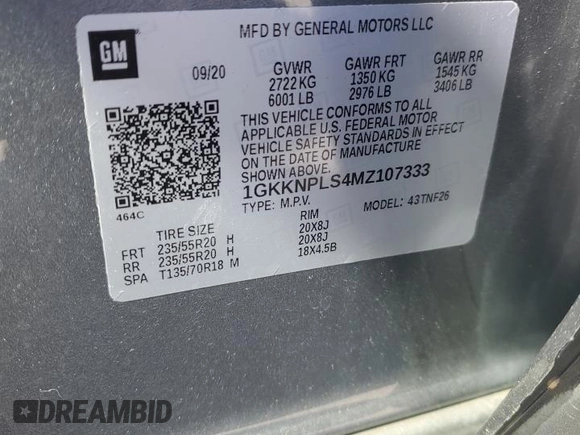 GM
MFD BY GENERAL MOTORS LLC
09/20 GVWR GAWR FRT GAWR RR
2722 KG 1350 KG 1545 KG
6001 LB 2976 LB 3406 LB
THIS VEHICLE CONFORMS TO ALL
APPLICABLE U.S. FEDERAL MOTOR
VEHICLE SAFETY STANDARDS IN EFFECT
ON THE DATE OF MANUFACTURE
SHOWN ABOVE.
1GKKNPLS4MZ107333
464C
TYPE: M.P.V. MODEL: 43TNF26
TIRE SIZE RIM
FRT 235/55R20 H 20X8J
RR 235/55R20 H 20X8J
SPA T135/70R18 M 18X4.5B
DREAMBID